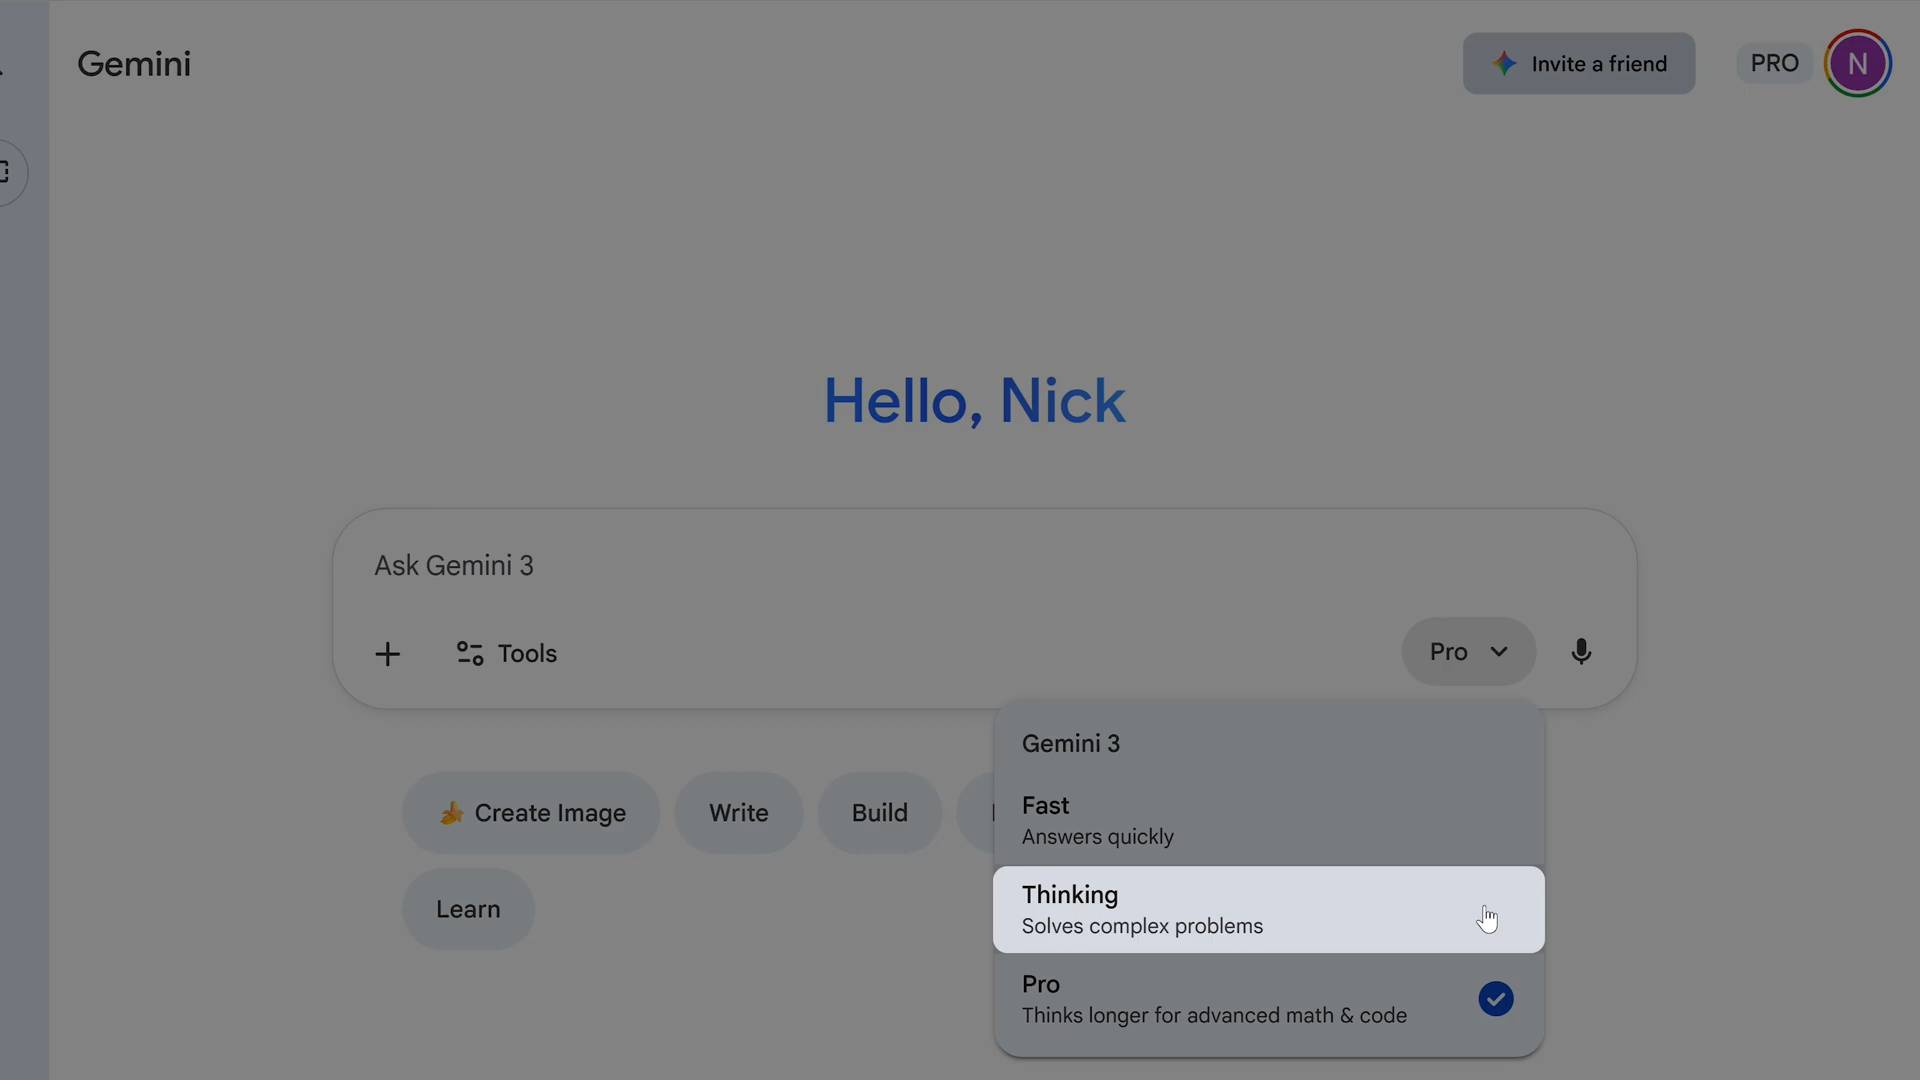 Gemini
Invite a friend
PRO
N
Hello, Nick
Ask Gemini 3
Tools
Pro
Gemini 3
Fast
Answers quickly
Thinking
Solves complex problems
Pro
Thinks longer for advanced math & code
Create Image
Write
Build
Learn